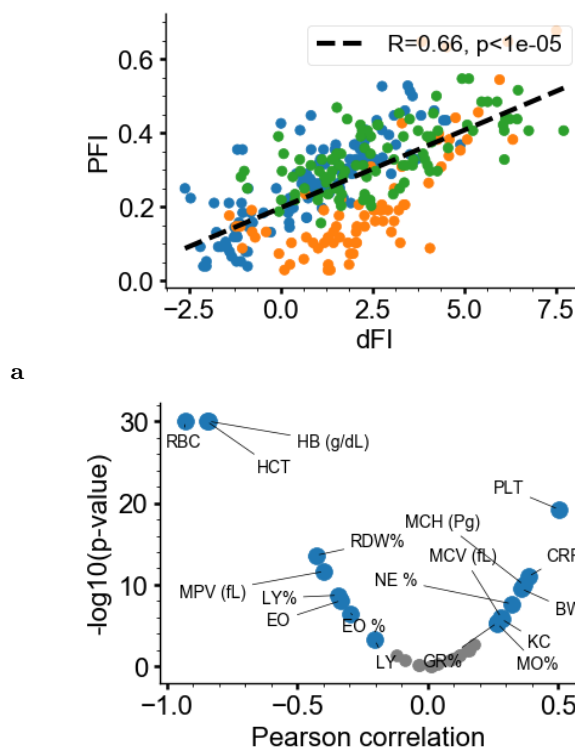 R=0.66, p<1e-05
PFI
0.6
0.4
0.2
0.0
−2.5 0.0 2.5 5.0 7.5
dFI
a
-log10(p-value)
30
20
10
0
RBC
HB (g/dL)
HCT
PLT
MCH (Pg)
RDW%
MCV (fL)
CRP
MPV (fL)
NE %
LY%
BW
EO
EO %
KC
LY
GR%
MO%
−1.0 −0.5 0.0 0.5
Pearson correlation